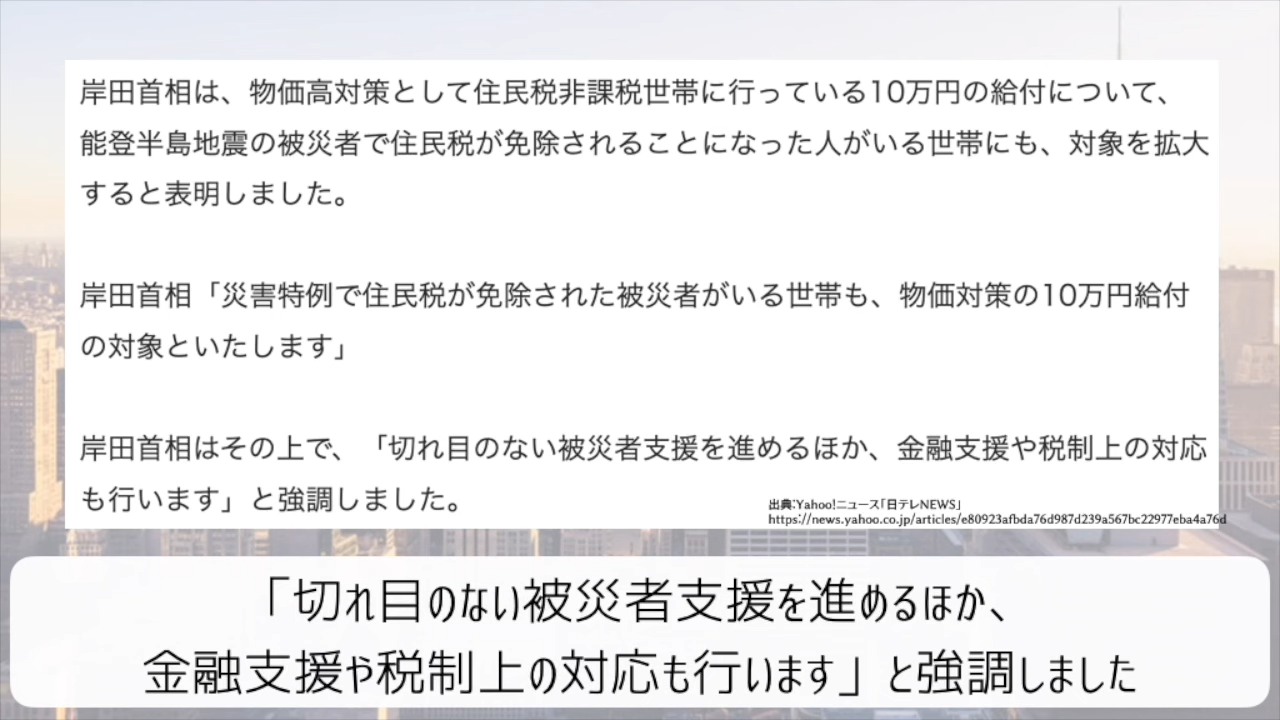 岸田首相は、物価高対策として住民税非課税世帯に行っている10万円の給付について、
能登半島地震の被災者で住民税が免除されることになった人がいる世帯にも、対象を拡大
すると表明しました。
岸田首相「災害特例で住民税が免除された被災者がいる世帯も、物価対策の10万円給付
の対象といたします」
岸田首相はその上で、「切れ目のない被災者支援を進めるほか、金融支援や税制上の対応
も行います」と強調しました。
出典:Yahoo!ニュース「日テレNEWS」
https://news.yahoo.co.jp/articles/e80923afbda76d987d239a567bc22977eba4a76d
「切れ目のない被災者支援を進めるほか、
金融支援や税制上の対応も行います」と強調しました